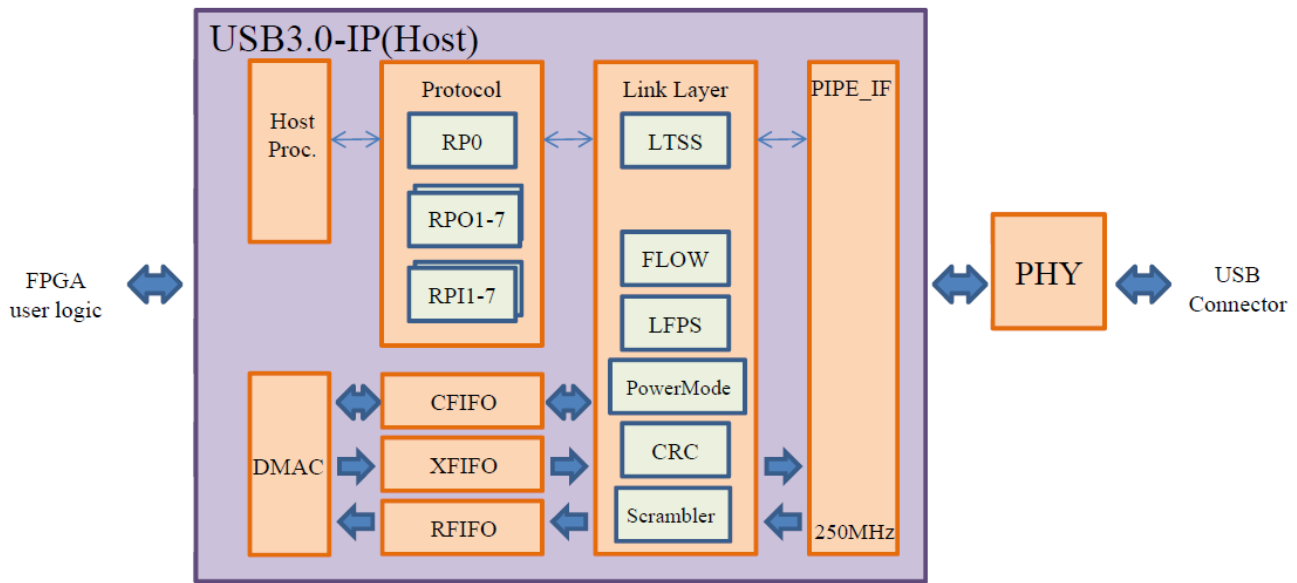 USB3.0-IP(Host)
Host
Proc.
Protocol
RP0
RPO1-7
RPI1-7
Link Layer
LTSS
FLOW
LFPS
PowerMode
CRC
Scrambler
PIPE_IF
250MHz
DMAC
CFIFO
XFIFO
RFIFO
FPGA
user logic
PHY
USB
Connector